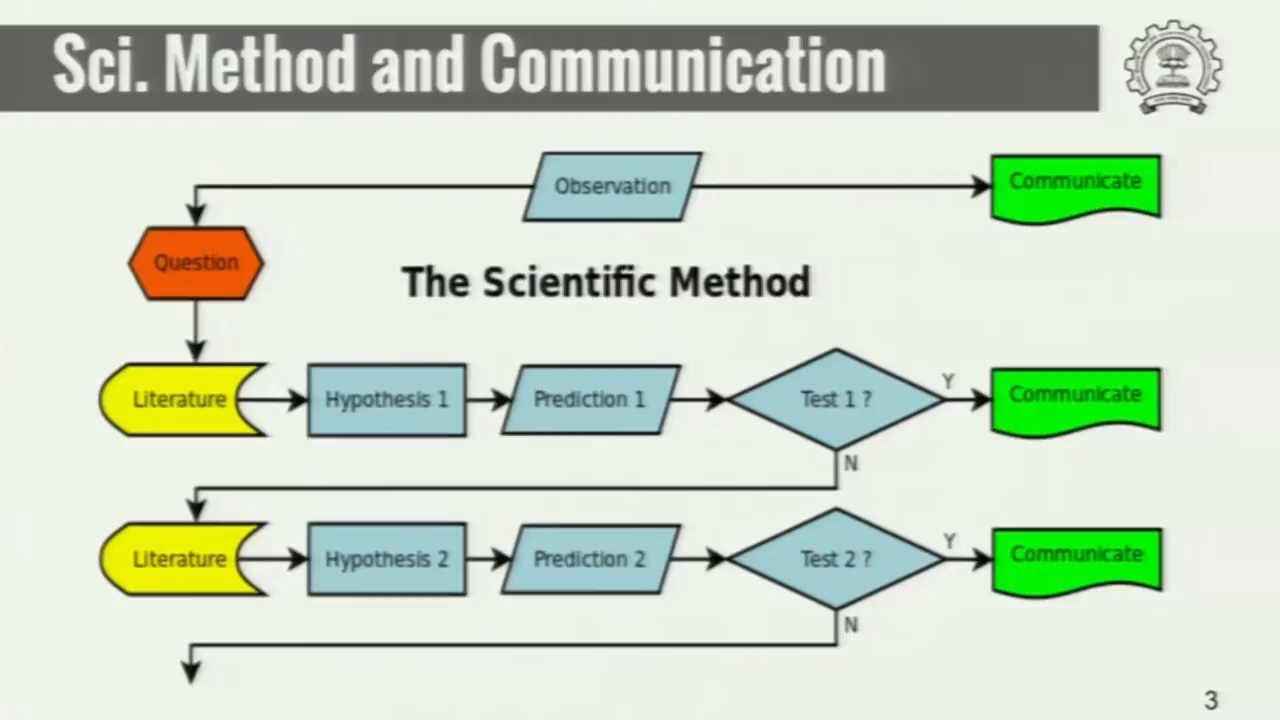 Sci. Method and Communication
Observation
Communicate
Question
The Scientific Method
Literature
Hypothesis 1
Prediction 1
Test 1 ?
Y
Communicate
N
Literature
Hypothesis 2
Prediction 2
Test 2 ?
Y
Communicate
N
3